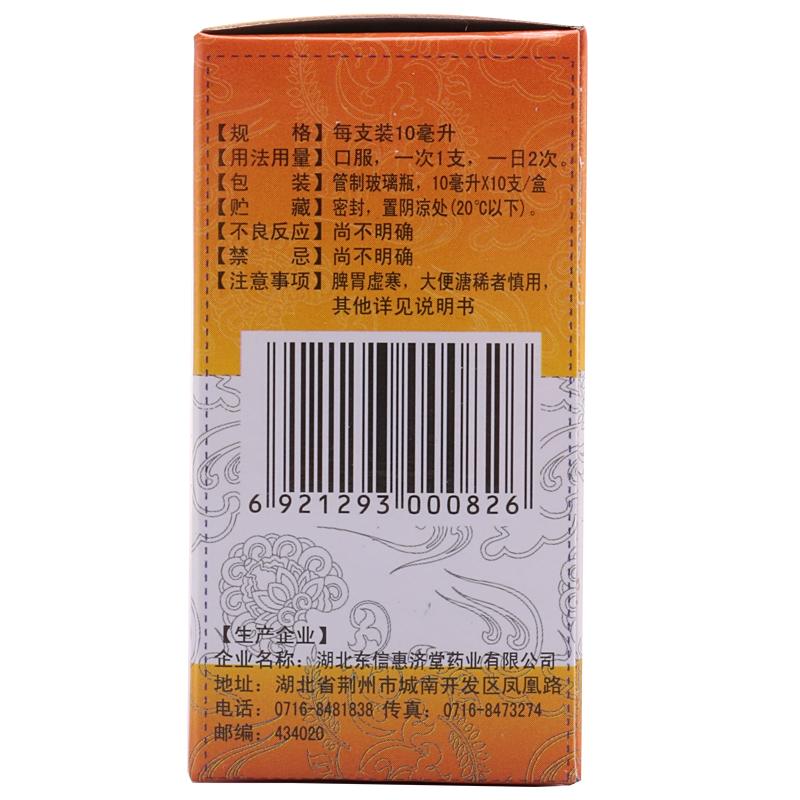 【规　　格】每支装10毫升
【用法用量】口服，一次1支，一日2次。
【包　　装】管制玻璃瓶，10毫升X10支/盒
【贮　　藏】密封，置阴凉处(20℃以下)。
【不良反应】尚不明确
【禁　　忌】尚不明确
【注意事项】脾胃虚寒，大便溏稀者慎用，
其他详见说明书
6 921293 000826
【生产企业】
企业名称：湖北东信惠济堂药业有限公司
地址：湖北省荆州市城南开发区凤凰路
电话：0716-8481838 传真：0716-8473274
邮编：434020